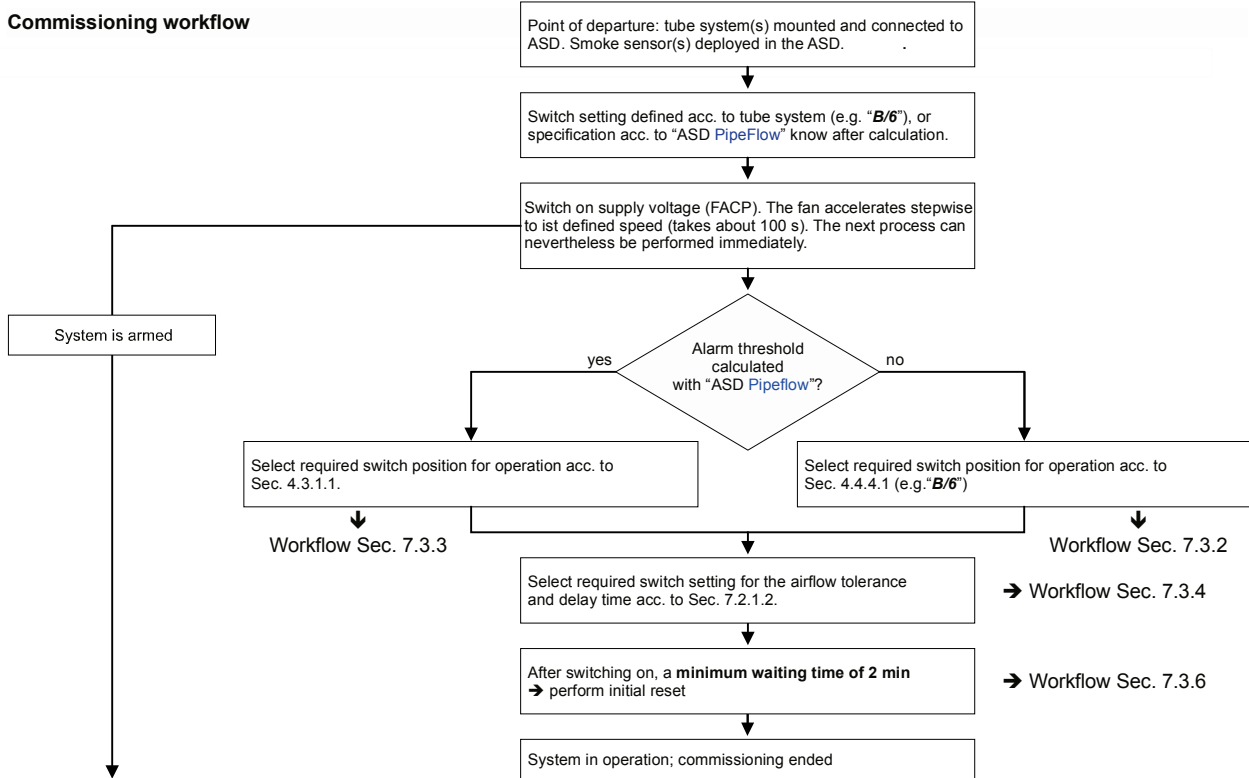 Commissioning workflow
Point of departure: tube system(s) mounted and connected to
ASD. Smoke sensor(s) deployed in the ASD. .
Switch setting defined acc. to tube system (e.g. “B/6”), or
specification acc. to “ASD PipeFlow” know after calculation.
Switch on supply voltage (FACP). The fan accelerates stepwise
to ist defined speed (takes about 100 s). The next process can
nevertheless be performed immediately.
System is armed
yes
Alarm threshold
calculated
with “ASD Pipeflow”?
no
Select required switch position for operation acc. to
Sec. 4.3.1.1.
Select required switch position for operation acc. to
Sec. 4.4.4.1 (e.g.“B/6”)
Workflow Sec. 7.3.3
Workflow Sec. 7.3.2
Select required switch setting for the airflow tolerance
and delay time acc. to Sec. 7.2.1.2.
➔ Workflow Sec. 7.3.4
After switching on, a minimum waiting time of 2 min
➔ perform initial reset
➔ Workflow Sec. 7.3.6
System in operation; commissioning ended